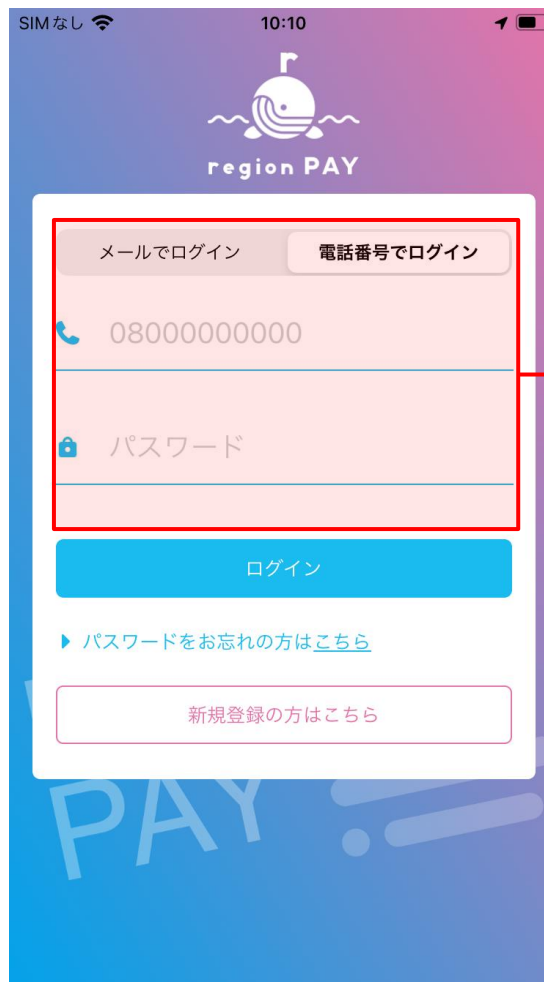 SIMなし 10:10
r
region PAY
メールでログイン 電話番号でログイン
08000000000
パスワード
ログイン
パスワードをお忘れの方はこちら
新規登録の方はこちら
PAY